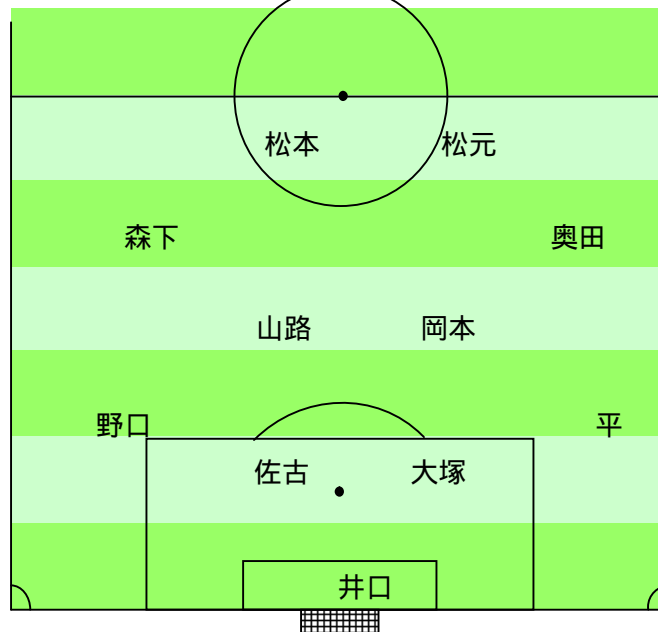 松本 松元
森下 奥田
山路 岡本
野口 平
佐古 大塚
井口